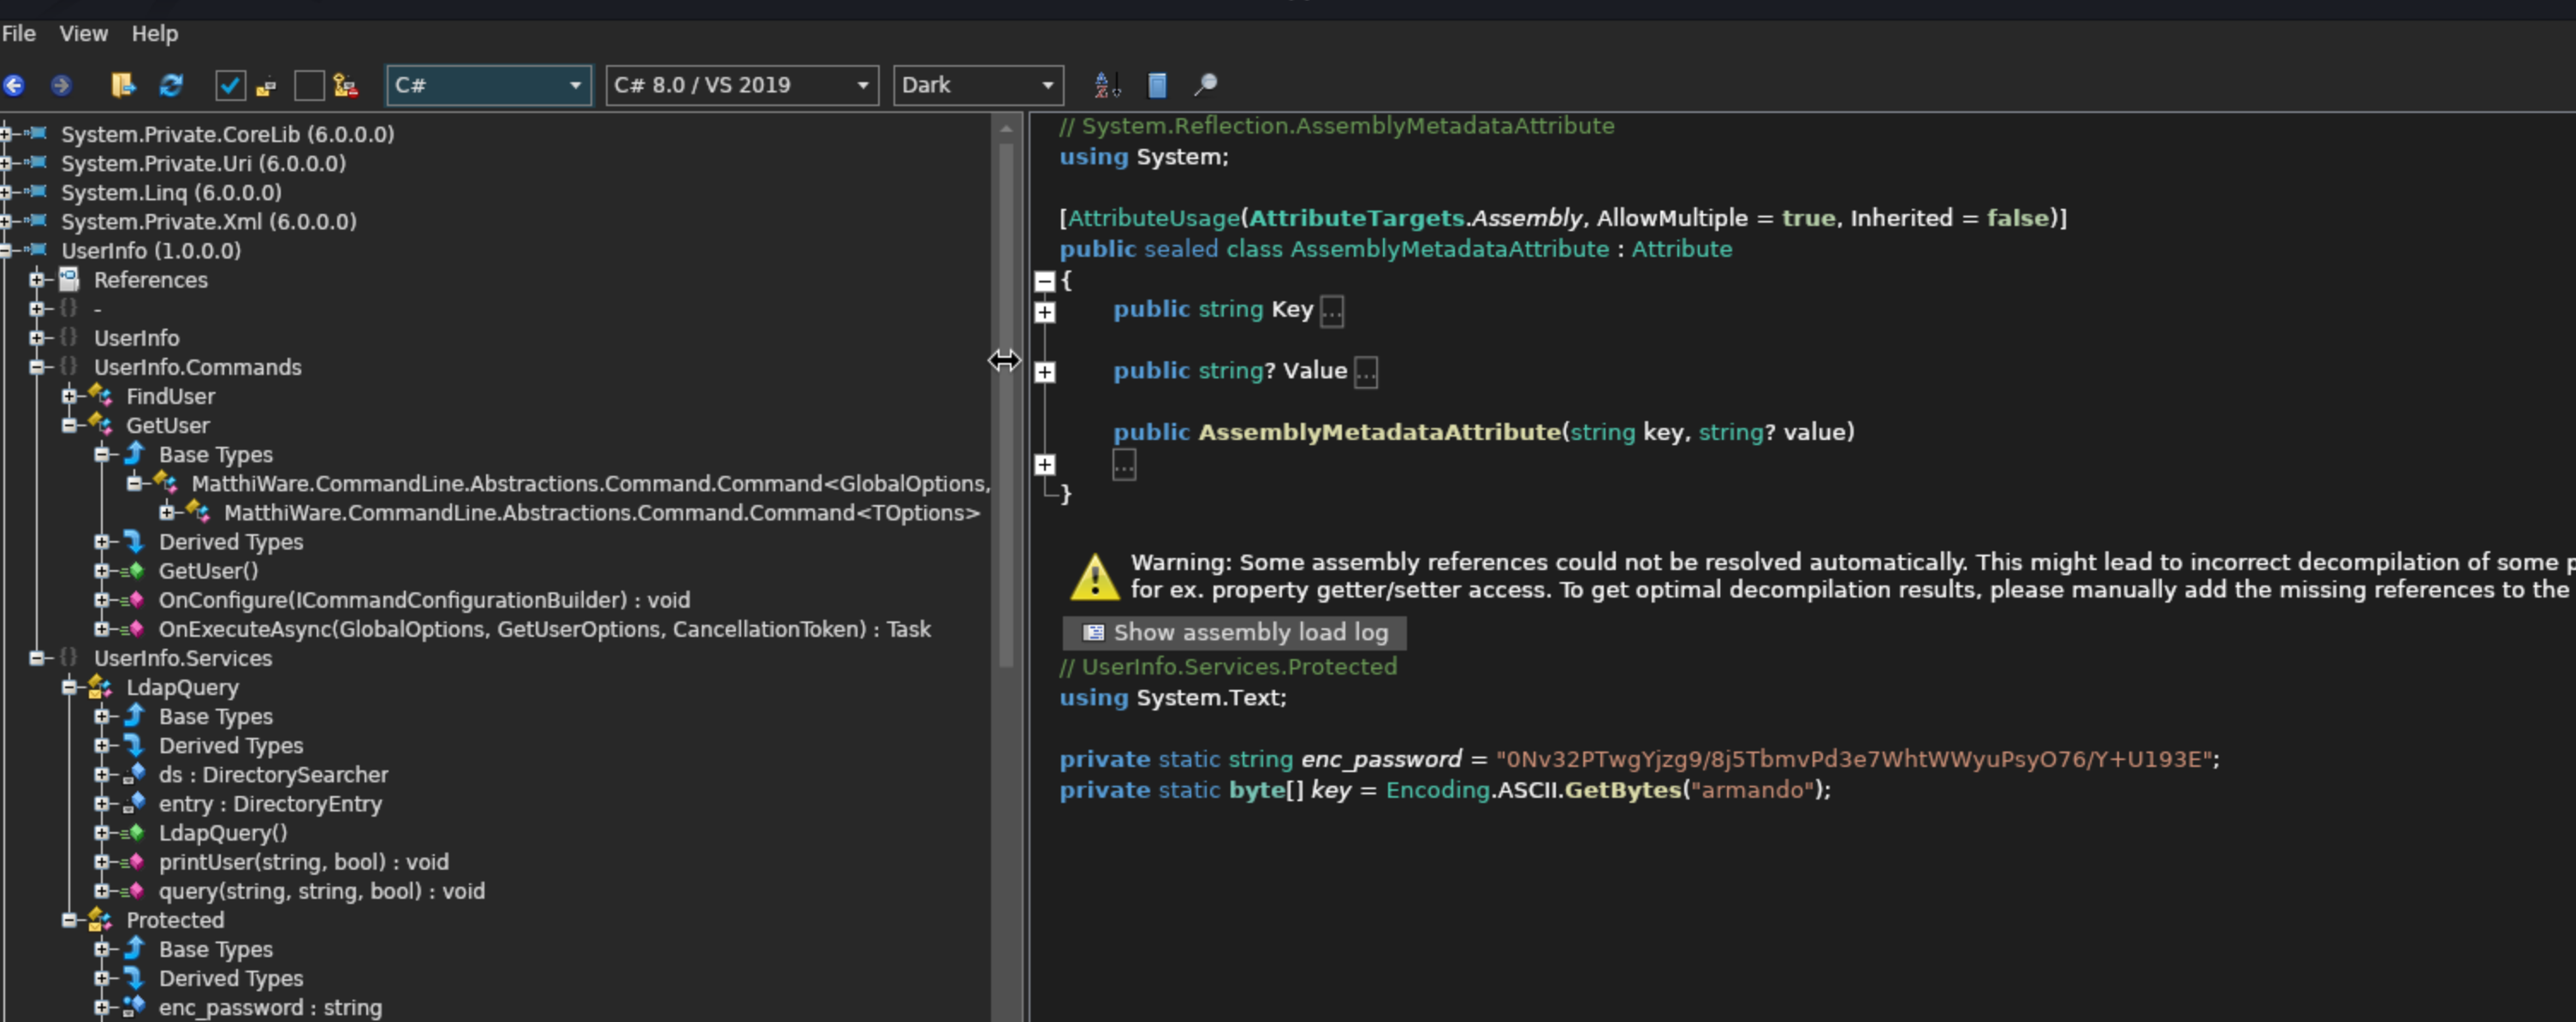 File View Help
C# C# 8.0 / VS 2019 Dark
System.Private.CoreLib (6.0.0.0)
System.Private.Uri (6.0.0.0)
System.Linq (6.0.0.0)
System.Private.Xml (6.0.0.0)
UserInfo (1.0.0.0)
References
-
UserInfo
UserInfo.Commands
FindUser
GetUser
Base Types
MatthiWare.CommandLine.Abstractions.Command.Command<GlobalOptions,
MatthiWare.CommandLine.Abstractions.Command.Command<TOptions>
Derived Types
GetUser()
OnConfigure(ICommandConfigurationBuilder) : void
OnExecuteAsync(GlobalOptions, GetUserOptions, CancellationToken) : Task
UserInfo.Services
LdapQuery
Base Types
Derived Types
ds : DirectorySearcher
entry : DirectoryEntry
LdapQuery()
printUser(string, bool) : void
query(string, string, bool) : void
Protected
Base Types
Derived Types
enc_password : string
// System.Reflection.AssemblyMetadataAttribute
using System;
[AttributeUsage(AttributeTargets.Assembly, AllowMultiple = true, Inherited = false)]
public sealed class AssemblyMetadataAttribute : Attribute
{
public string Key ...
public string? Value ...
public AssemblyMetadataAttribute(string key, string? value)
...
}
Warning: Some assembly references could not be resolved automatically. This might lead to incorrect decompilation of some p
for ex. property getter/setter access. To get optimal decompilation results, please manually add the missing references to the
Show assembly load log
// UserInfo.Services.Protected
using System.Text;
private static string enc_password = "0Nv32PTwgYjzg9/8j5TbmvPd3e7WhtWWyuPsyO76/Y+U193E";
private static byte[] key = Encoding.ASCII.GetBytes("armando");